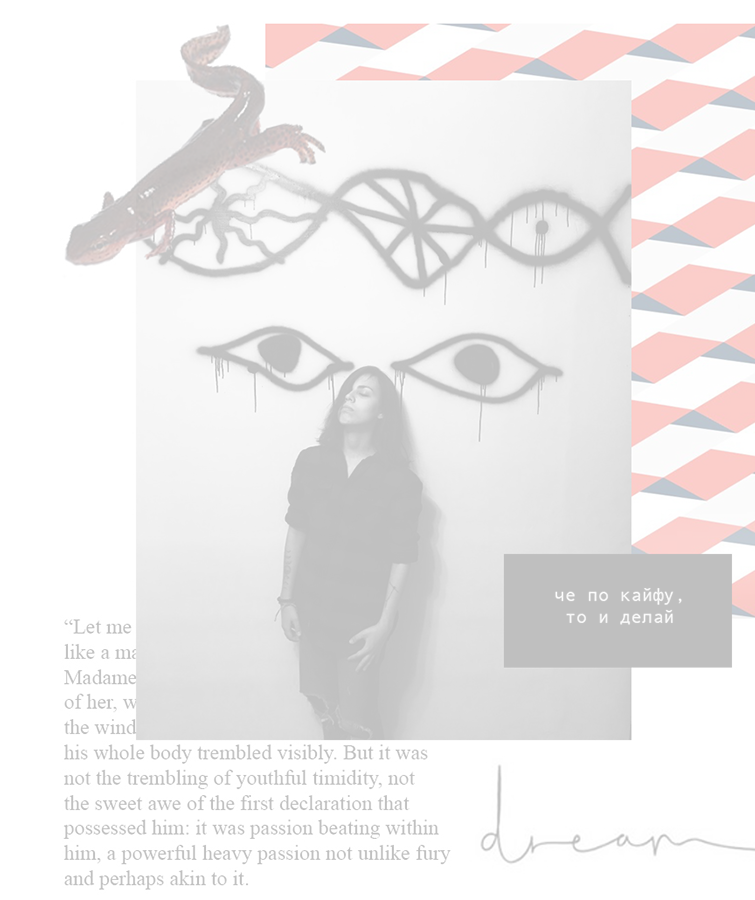 че по кайфу,
то и делай
“Let me
like a ma
Madame
of her, w
the wind
his whole body trembled visibly. But it was
not the trembling of youthful timidity, not
the sweet awe of the first declaration that
possessed him: it was passion beating within
him, a powerful heavy passion not unlike fury
and perhaps akin to it.
dream